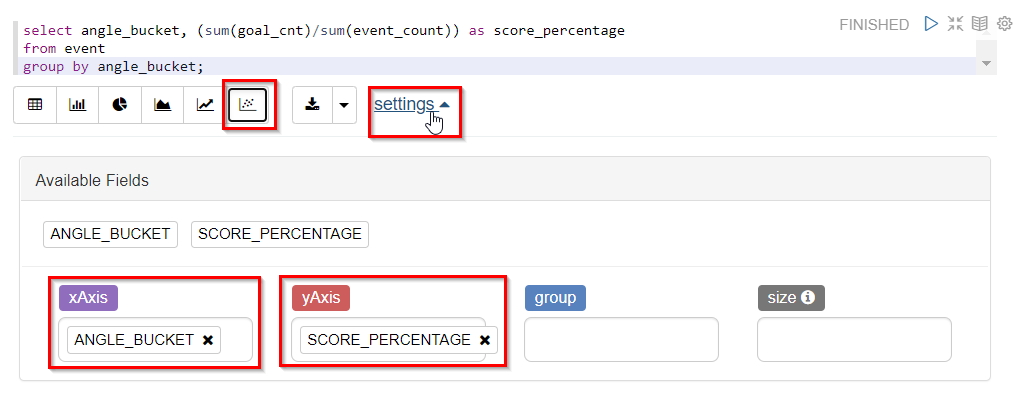 select angle_bucket, (sum(goal_cnt)/sum(event_count)) as score_percentage
from event
group by angle_bucket;
FINISHED
settings
Available Fields
ANGLE_BUCKET SCORE_PERCENTAGE
xAxis yAxis group size
ANGLE_BUCKET SCORE_PERCENTAGE